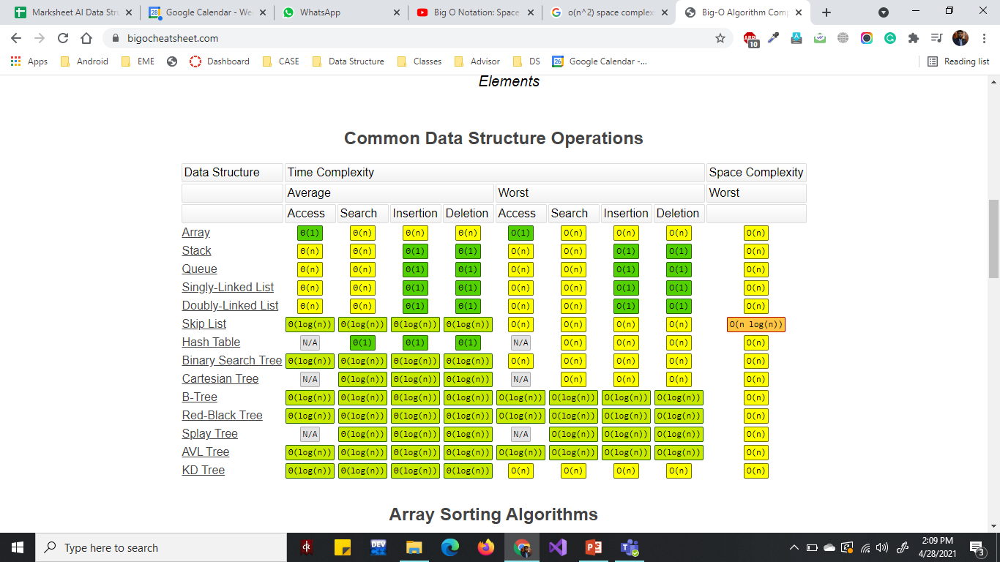 Marksheet AI Data Str
Google Calendar - We
WhatsApp
Big O Notation: Space
o(n^2) space complex
Big-O Algorithm Comp
bigocheatsheet.com
10
Apps
Android
EME
Dashboard
CASE
Data Structure
Classes
Advisor
DS
Google Calendar -...
Reading list
Elements
Common Data Structure Operations
Data Structure Time Complexity Space Complexity
Average Worst Worst
Access Search Insertion Deletion Access Search Insertion Deletion
Array Θ(1) Θ(n) Θ(n) Θ(n) O(1) O(n) O(n) O(n) O(n)
Stack Θ(n) Θ(n) Θ(1) Θ(1) O(n) O(n) O(1) O(1) O(n)
Queue Θ(n) Θ(n) Θ(1) Θ(1) O(n) O(n) O(1) O(1) O(n)
Singly-Linked List Θ(n) Θ(n) Θ(1) Θ(1) O(n) O(n) O(1) O(1) O(n)
Doubly-Linked List Θ(n) Θ(n) Θ(1) Θ(1) O(n) O(n) O(1) O(1) O(n)
Skip List Θ(log(n)) Θ(log(n)) Θ(log(n)) Θ(log(n)) O(n) O(n) O(n) O(n) O(n log(n))
Hash Table N/A Θ(1) Θ(1) Θ(1) N/A O(n) O(n) O(n) O(n)
Binary Search Tree Θ(log(n)) Θ(log(n)) Θ(log(n)) Θ(log(n)) O(n) O(n) O(n) O(n) O(n)
Cartesian Tree N/A Θ(log(n)) Θ(log(n)) Θ(log(n)) N/A O(n) O(n) O(n) O(n)
B-Tree Θ(log(n)) Θ(log(n)) Θ(log(n)) Θ(log(n)) O(log(n)) O(log(n)) O(log(n)) O(log(n)) O(n)
Red-Black Tree Θ(log(n)) Θ(log(n)) Θ(log(n)) Θ(log(n)) O(log(n)) O(log(n)) O(log(n)) O(log(n)) O(n)
Splay Tree N/A Θ(log(n)) Θ(log(n)) Θ(log(n)) N/A O(log(n)) O(log(n)) O(log(n)) O(n)
AVL Tree Θ(log(n)) Θ(log(n)) Θ(log(n)) Θ(log(n)) O(log(n)) O(log(n)) O(log(n)) O(log(n)) O(n)
KD Tree Θ(log(n)) Θ(log(n)) Θ(log(n)) Θ(log(n)) O(n) O(n) O(n) O(n) O(n)
Array Sorting Algorithms
Type here to search
DEV
2:09 PM
4/28/2021
3